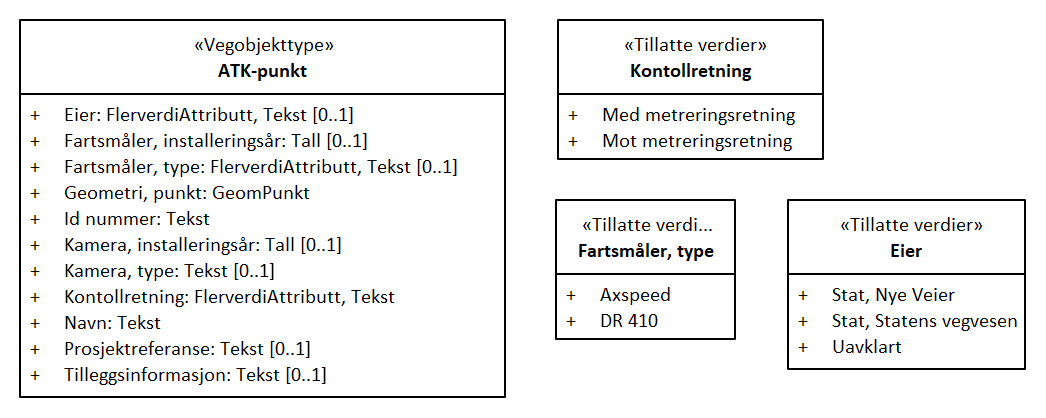 «Vegobjekttype»
ATK-punkt
+ Eier: FlerverdiAttributt, Tekst [0..1]
+ Fartsmåler, installeringsår: Tall [0..1]
+ Fartsmåler, type: FlerverdiAttributt, Tekst [0..1]
+ Geometri, punkt: GeomPunkt
+ Id nummer: Tekst
+ Kamera, installeringsår: Tall [0..1]
+ Kamera, type: Tekst [0..1]
+ Kontollretning: FlerverdiAttributt, Tekst
+ Navn: Tekst
+ Prosjektreferanse: Tekst [0..1]
+ Tilleggsinformasjon: Tekst [0..1]
«Tillatte verdier»
Kontollretning
+ Med metreringsretning
+ Mot metreringsretning
«Tillatte verdi...
Fartsmåler, type
+ Axspeed
+ DR 410
«Tillatte verdier»
Eier
+ Stat, Nye Veier
+ Stat, Statens vegvesen
+ Uavklart